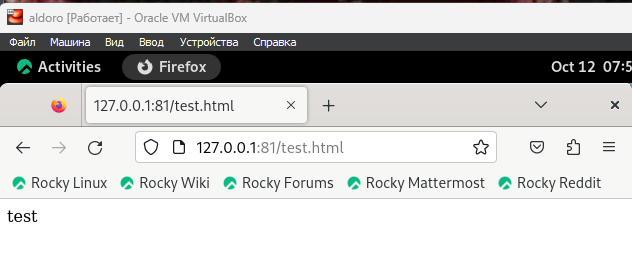 aldoro [Работает] - Oracle VM VirtualBox
Файл Машина Вид Ввод Устройства Справка
Activities Firefox Oct 12 07:5
127.0.0.1:81/test.html
127.0.0.1:81/test.html
Rocky Linux Rocky Wiki Rocky Forums Rocky Mattermost Rocky Reddit
test